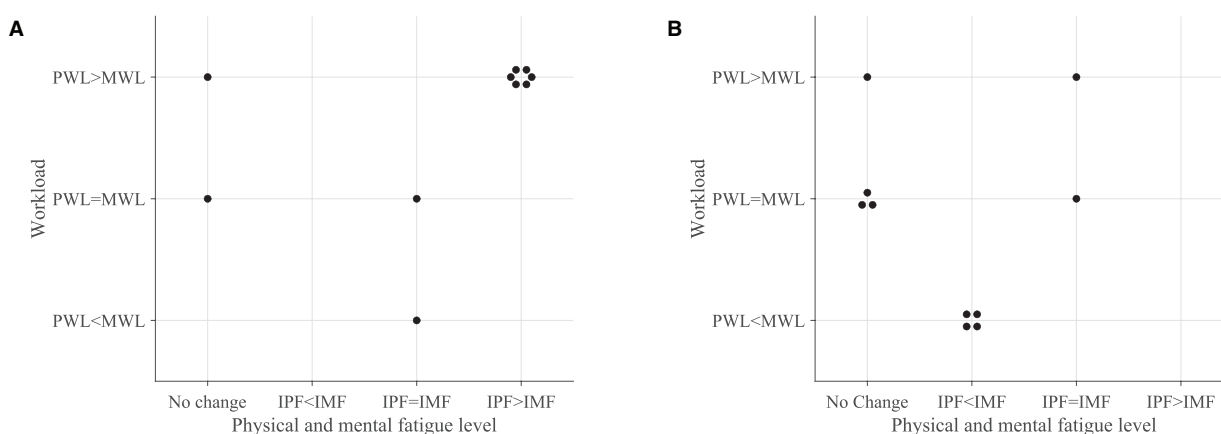 A
Workload
PWL>MWL
PWL=MWL
PWL<MWL
No change
IPF<IMF
IPF=IMF
IPF>IMF
Physical and mental fatigue level
B
Workload
PWL>MWL
PWL=MWL
PWL<MWL
No Change
IPF<IMF
IPF=IMF
IPF>IMF
Physical and mental fatigue level